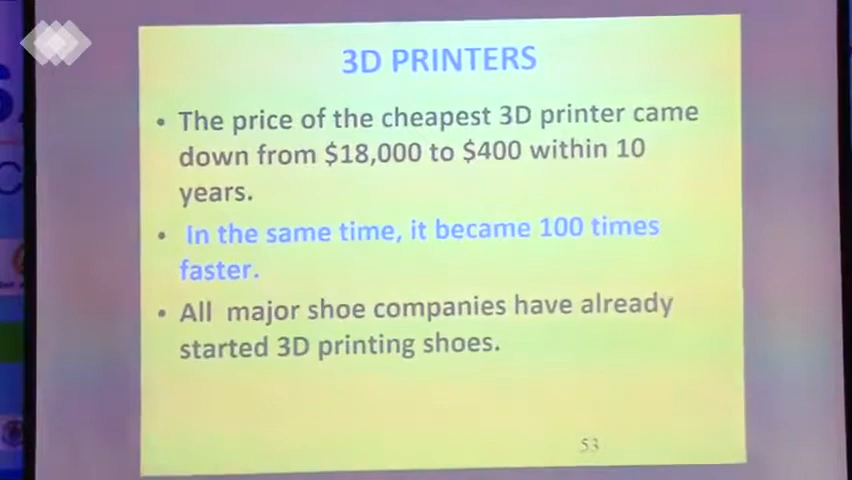 3D PRINTERS
• The price of the cheapest 3D printer came
down from $18,000 to $400 within 10
years.
• In the same time, it became 100 times
faster.
• All major shoe companies have already
started 3D printing shoes.
53